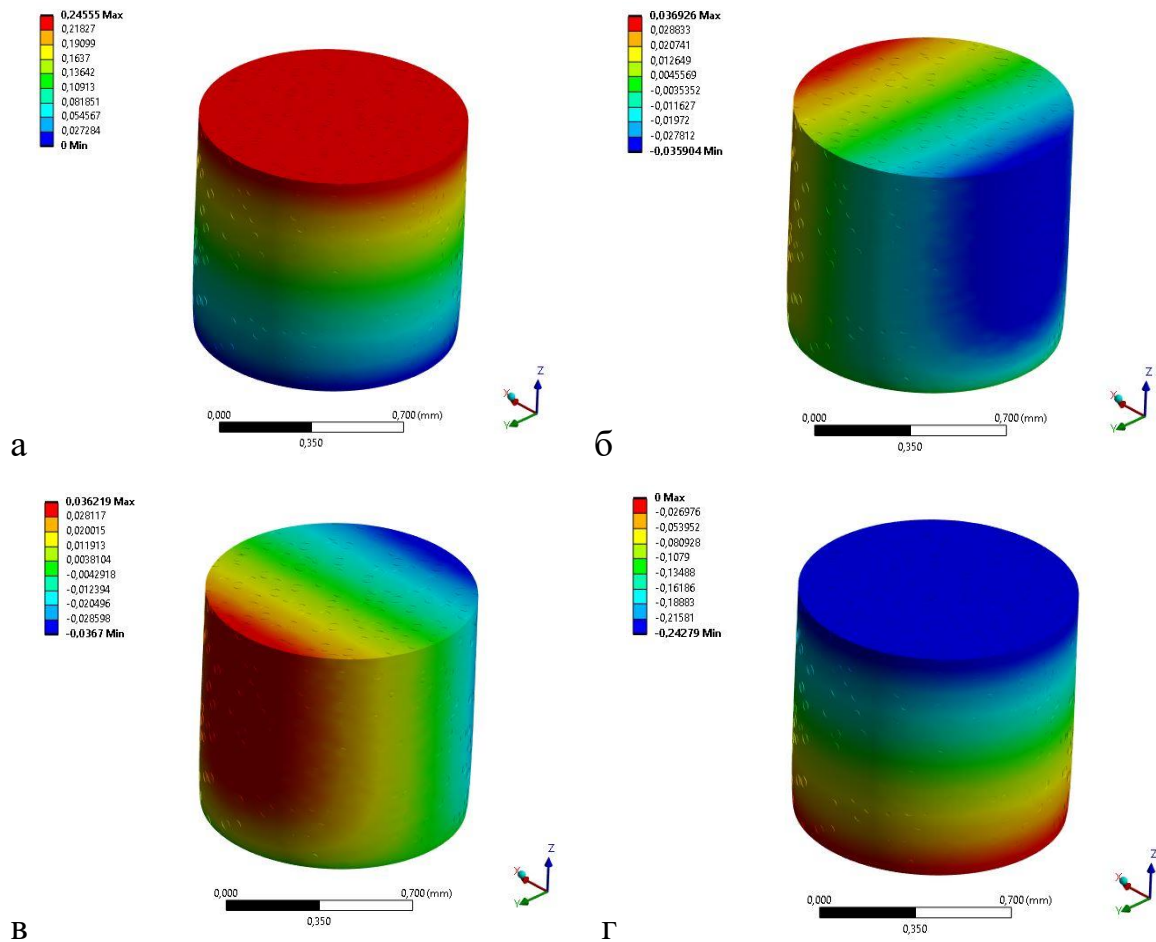 0,24555 Max
0,21827
0,19099
0,1637
0,13642
0,10913
0,081851
0,054567
0,027284
0 Min
Z
X
Y
0,000
0,700 (mm)
0,350
а
0,036926 Max
0,028833
0,020741
0,012649
0,0045569
-0,0035352
-0,011627
-0,01972
-0,027812
-0,035904 Min
Z
X
Y
0,000
0,700 (mm)
0,350
б
0,036219 Max
0,028117
0,020015
0,011913
0,0038104
-0,0042918
-0,012394
-0,020496
-0,028598
-0,0367 Min
Z
X
Y
0,000
0,700 (mm)
0,350
в
0 Max
-0,026976
-0,053952
-0,080928
-0,1079
-0,13488
-0,16186
-0,18883
-0,21581
-0,24279 Min
Z
X
Y
0,000
0,700 (mm)
0,350
г